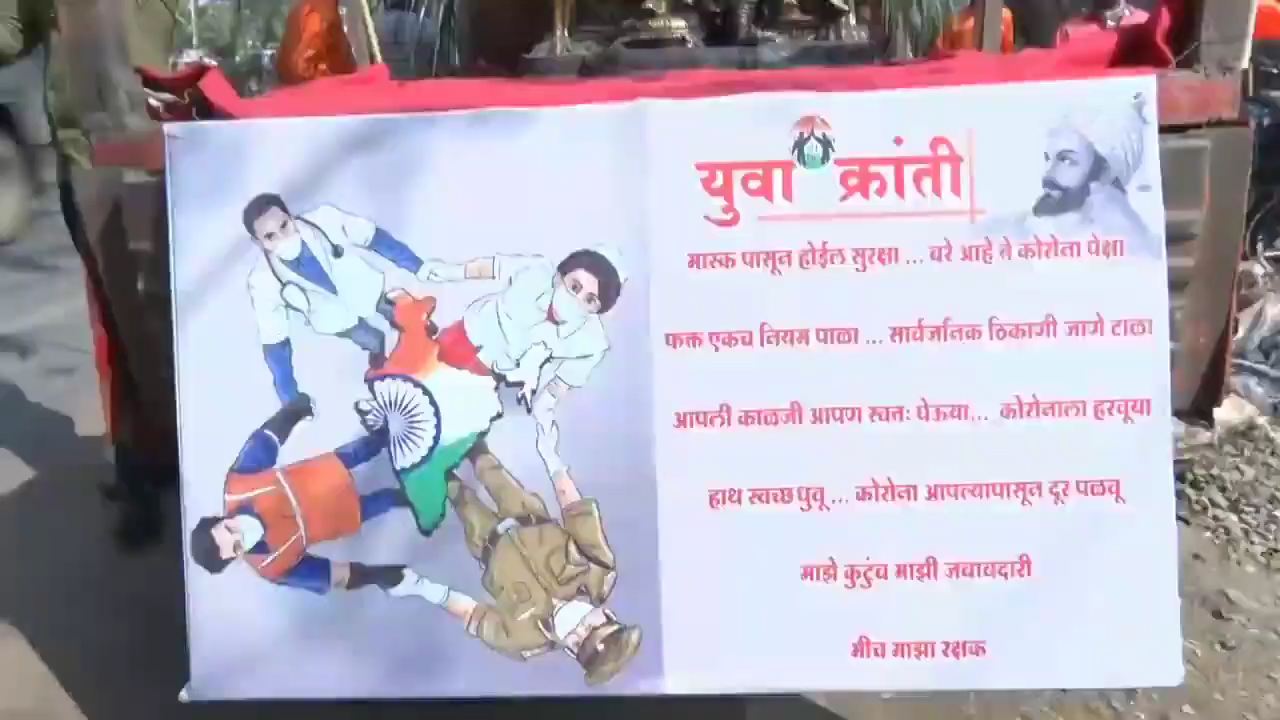 युवा क्रांती
मास्क पासून होईल सुरक्षा ... बरे आहे ते कोरोना पेक्षा
फक्त एकच नियम पाळा ... सार्वजनिक ठिकाणी जाणे टाळा
आपली काळजी आपण स्वतः घेऊया... कोरोनाला हरवूया
हाथ स्वच्छ धुवू ... कोरोना आपल्यापासून दूर पळवू
माझे कुटुंब माझी जबाबदारी
मीच माझा रक्षक